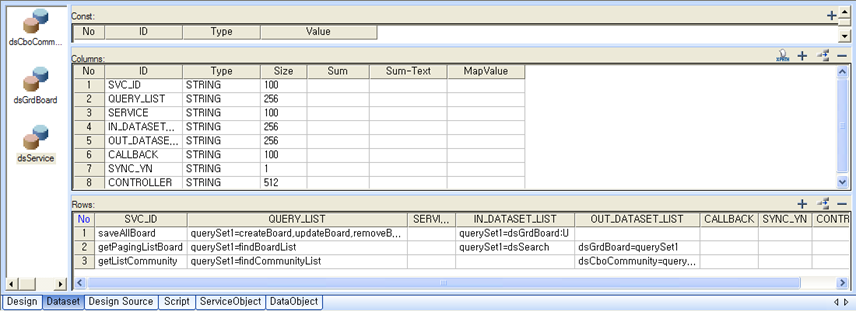 dsCboComm...
dsGrdBoard
dsService
Const:
No ID Type Value
Columns:
No ID Type Size Sum Sum-Text MapValue
1 SVC_ID STRING 100
2 QUERY_LIST STRING 256
3 SERVICE STRING 100
4 IN_DATASET_... STRING 256
5 OUT_DATASE... STRING 256
6 CALLBACK STRING 100
7 SYNC_YN STRING 1
8 CONTROLLER STRING 512
Rows:
No SVC_ID QUERY_LIST SERVI... IN_DATASET_LIST OUT_DATASET_LIST CALLBACK SYNC_YN CONTR
1 saveAllBoard querySet1=createBoard,updateBoard,removeB... querySet1=dsGrdBoard:U
2 getPagingListBoard querySet1=findBoardList querySet1=dsSearch dsGrdBoard=querySet1
3 getListCommunity querySet1=findCommunityList dsCboCommunity=query...
Design Dataset Design Source Script ServiceObject DataObject